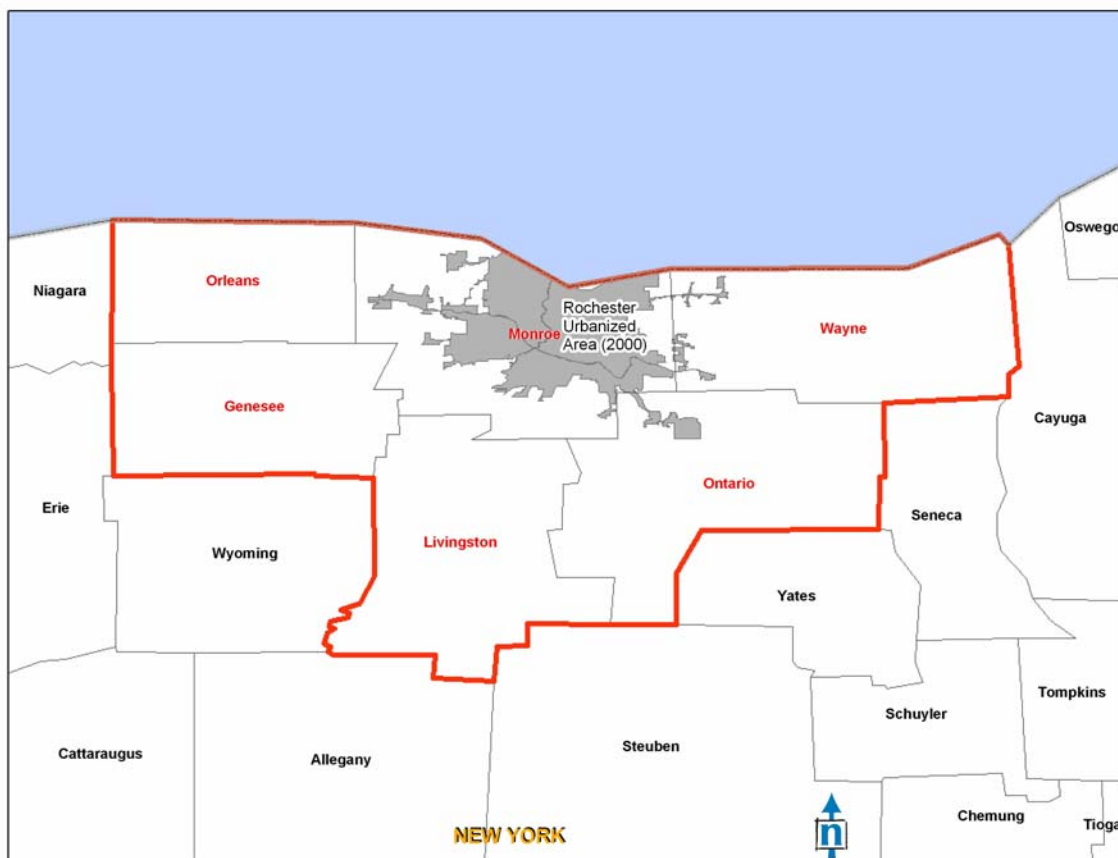 Oswego
Niagara
Orleans
Rochester
Urbanized
Area (2000)
Monroe
Wayne
Genesee
Cayuga
Ontario
Erie
Seneca
Livingston
Wyoming
Yates
Tompkins
Schuyler
Steuben
Cattaraugus
Allegany
Chemung
Tioga
NEW YORK
n